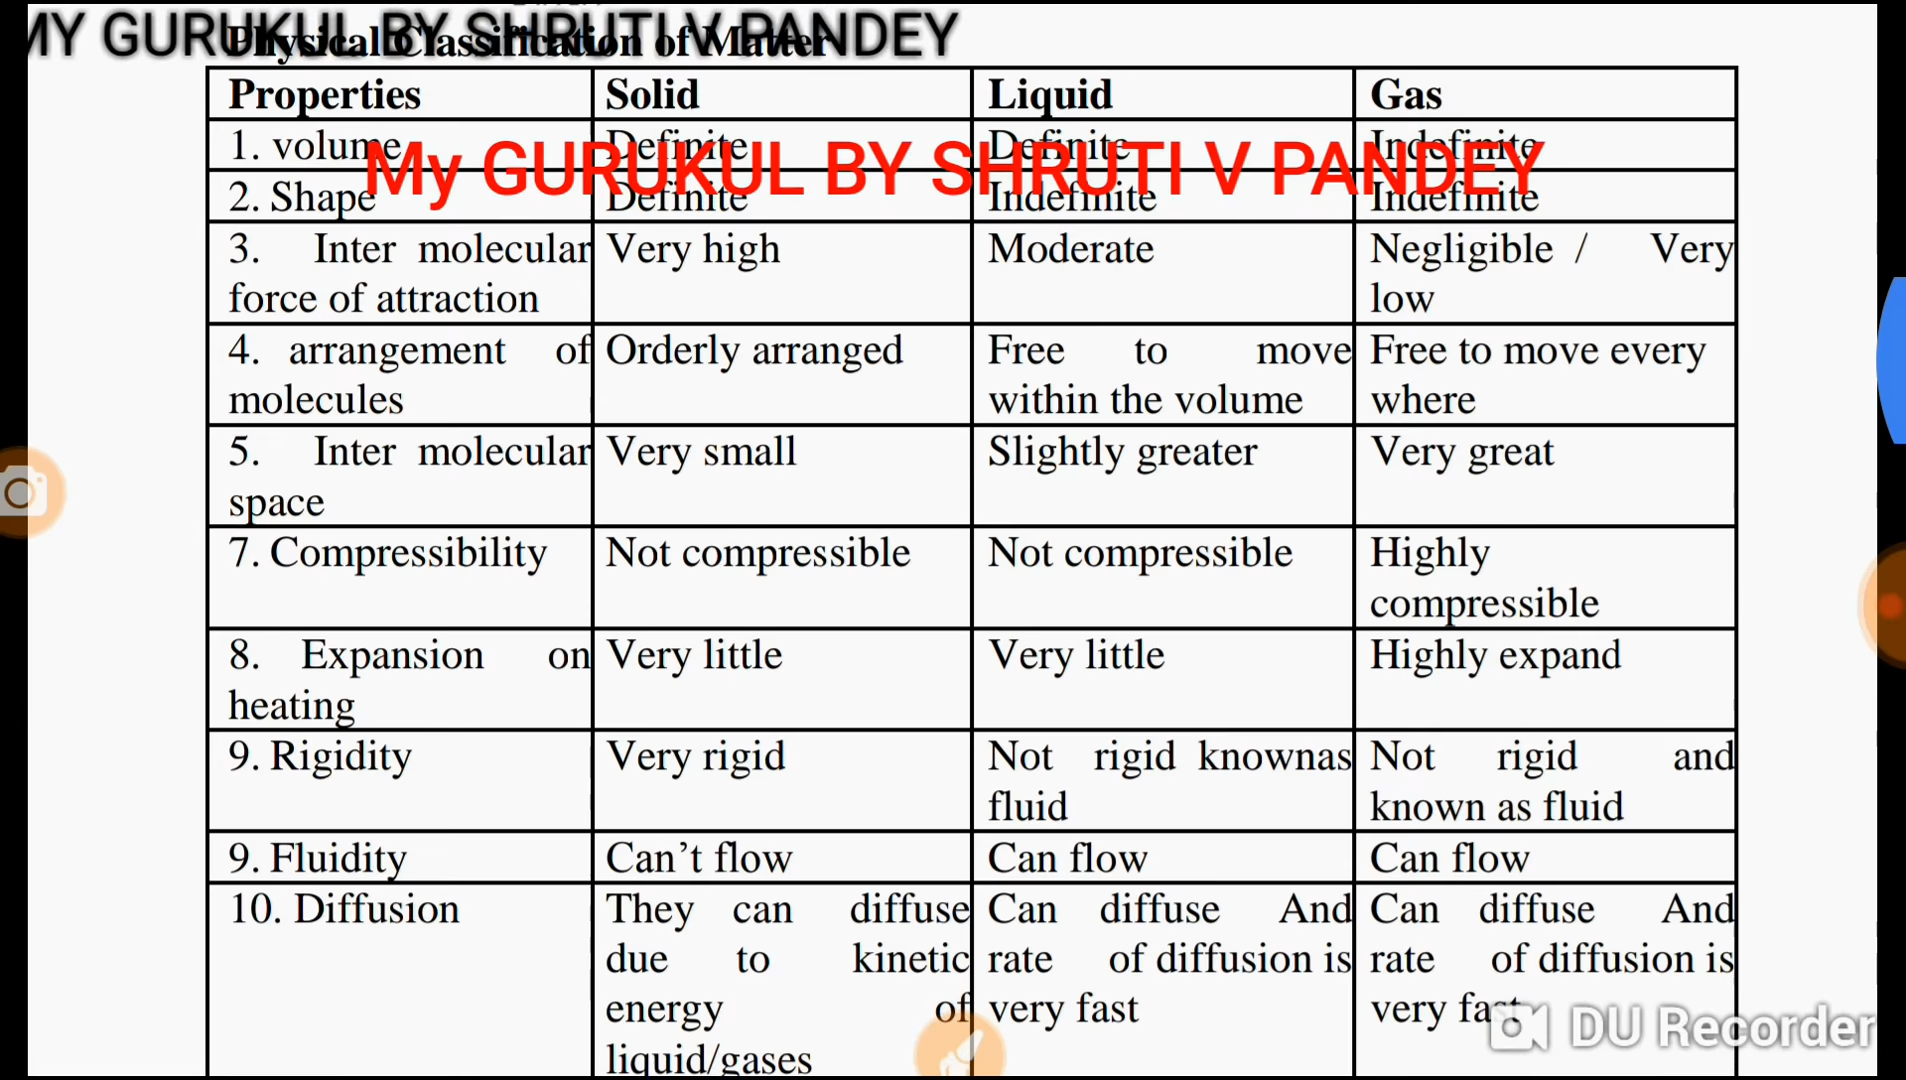 MY GURUKUL BY SHRUTI V PANDEY
Physical Classification of Matter
Properties Solid Liquid Gas
1. volume Definite Definite Indefinite
My GURUKUL BY SHRUTI V PANDEY
2. Shape Definite Indefinite Indefinite
3. Inter molecular Very high Moderate Negligible / Very
force of attraction low
4. arrangement of Orderly arranged Free to move Free to move every
molecules within the volume where
5. Inter molecular Very small Slightly greater Very great
space
7. Compressibility Not compressible Not compressible Highly
compressible
8. Expansion on Very little Very little Highly expand
heating
9. Rigidity Very rigid Not rigid knownas Not rigid and
fluid known as fluid
9. Fluidity Can’t flow Can flow Can flow
10. Diffusion They can diffuse Can diffuse And Can diffuse And
due to kinetic rate of diffusion is rate of diffusion is
energy of very fast very fast
liquid/gases
DU Recorder